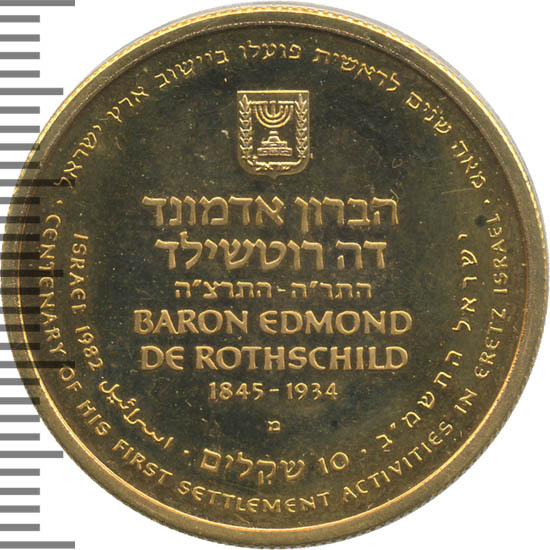 מאה שנים לראשית פועלו בוישוב ארץ ישראל
הברון אדמונד
דה רוטשילד
התר"ה - התרצ"ה
BARON EDMOND
DE ROTHSCHILD
1845-1934
מ
ISRAEL 1982 اسرائيل · 10 שקלים · ישראל התשמ"ב
· CENTENARY OF HIS FIRST SETTLEMENT ACTIVITIES IN ERETZ ISRAEL ·